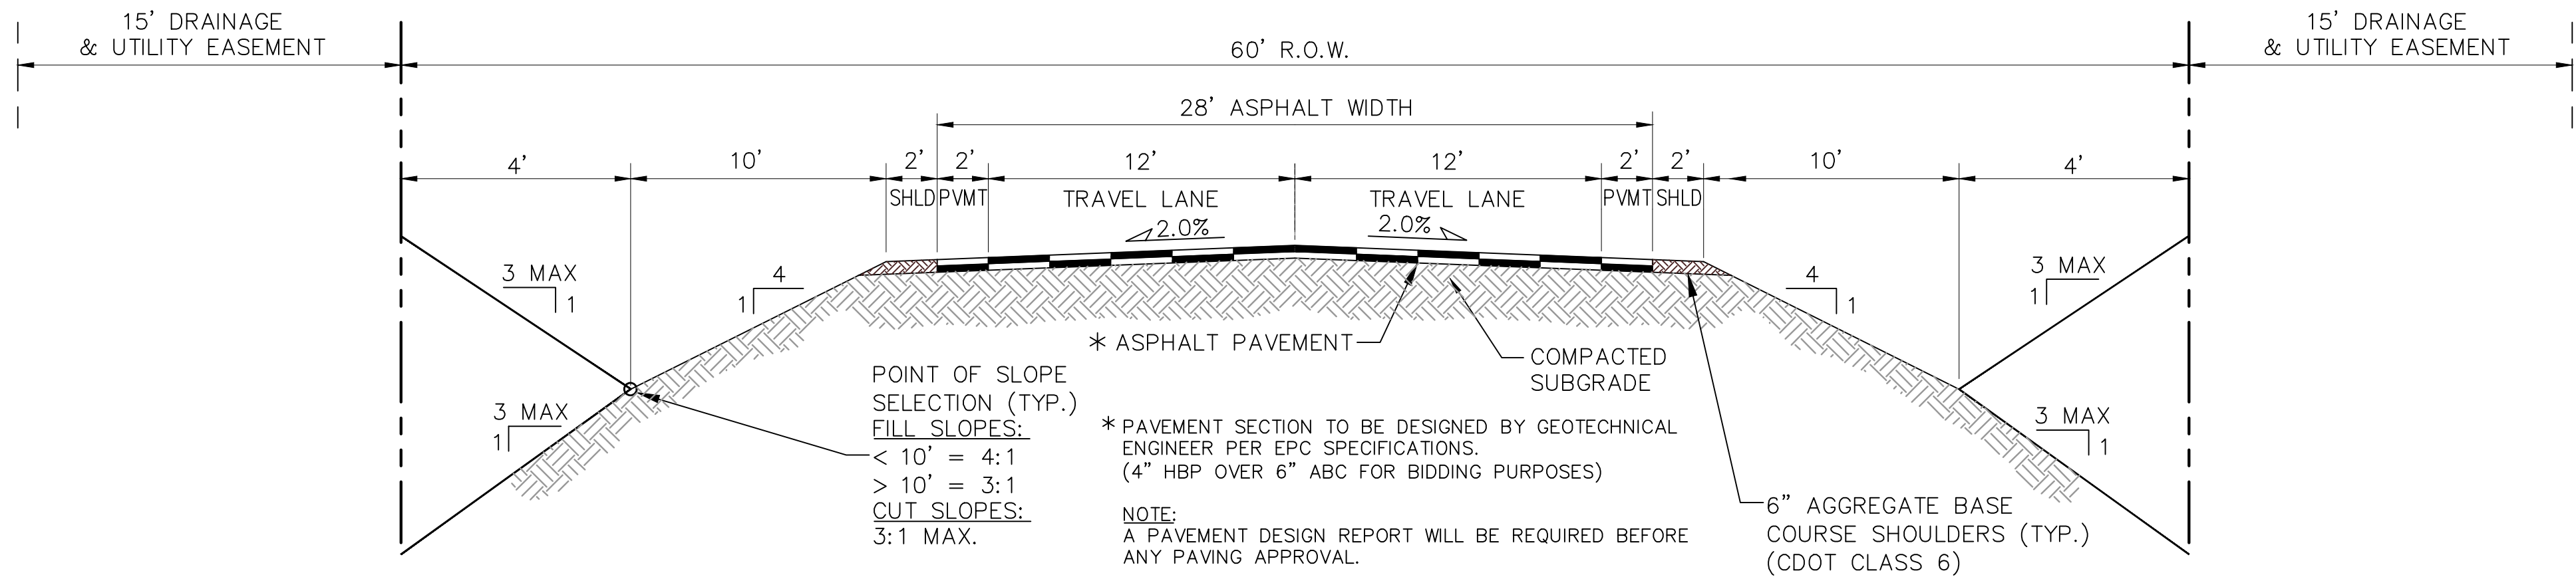 15' DRAINAGE
& UTILITY EASEMENT
60' R.O.W.
15' DRAINAGE
& UTILITY EASEMENT
28' ASPHALT WIDTH
4'
10'
2'
2'
12'
12'
2'
2'
10'
4'
SHLD
PVMT
TRAVEL LANE
TRAVEL LANE
PVMT
SHLD
2.0%
2.0%
3 MAX
1
4
1
4
1
3 MAX
1
* ASPHALT PAVEMENT
COMPACTED
SUBGRADE
3 MAX
1
3 MAX
1
POINT OF SLOPE
SELECTION (TYP.)
FILL SLOPES:
< 10' = 4:1
> 10' = 3:1
CUT SLOPES:
3:1 MAX.
* PAVEMENT SECTION TO BE DESIGNED BY GEOTECHNICAL
ENGINEER PER EPC SPECIFICATIONS.
(4" HBP OVER 6" ABC FOR BIDDING PURPOSES)
NOTE:
A PAVEMENT DESIGN REPORT WILL BE REQUIRED BEFORE
ANY PAVING APPROVAL.
6" AGGREGATE BASE
COURSE SHOULDERS (TYP.)
(CDOT CLASS 6)